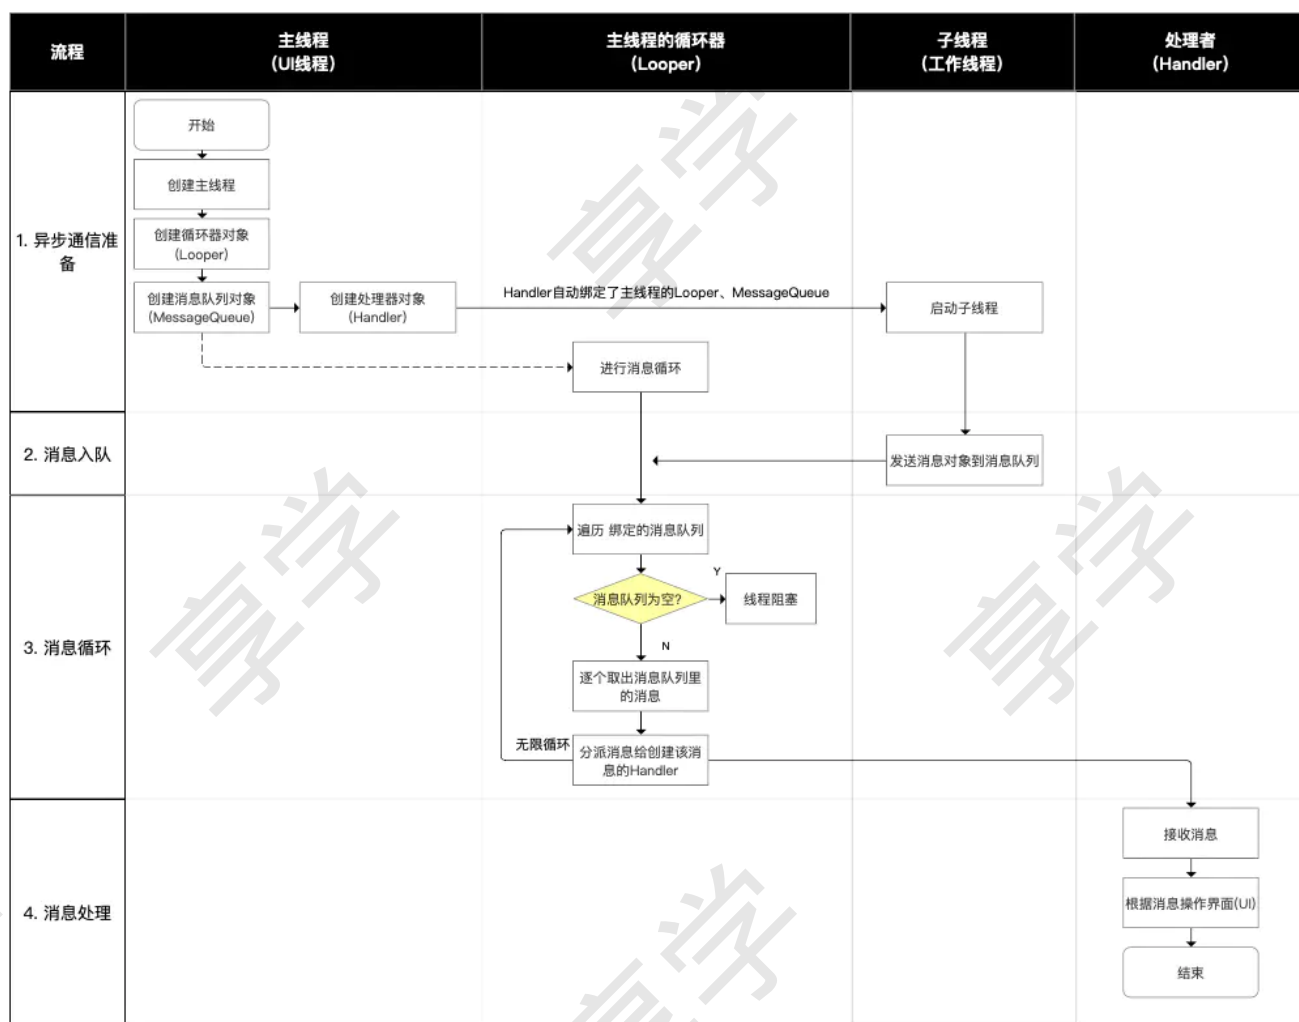 流程
主线程
（UI线程）
主线程的循环器
（Looper）
子线程
（工作线程）
处理者
（Handler）
1. 异步通信准
备
开始
创建主线程
创建循环器对象
(Looper)
创建消息队列对象
(MessageQueue)
创建处理器对象
(Handler)
Handler自动绑定了主线程的Looper、MessageQueue
启动子线程
进行消息循环
2. 消息入队
发送消息对象到消息队列
3. 消息循环
遍历 绑定的消息队列
消息队列为空?
Y
线程阻塞
N
逐个取出消息队列里
的消息
无限循环
分派消息给创建该消
息的Handler
4. 消息处理
接收消息
根据消息操作界面(UI)
结束
享学
享学
享学
享学